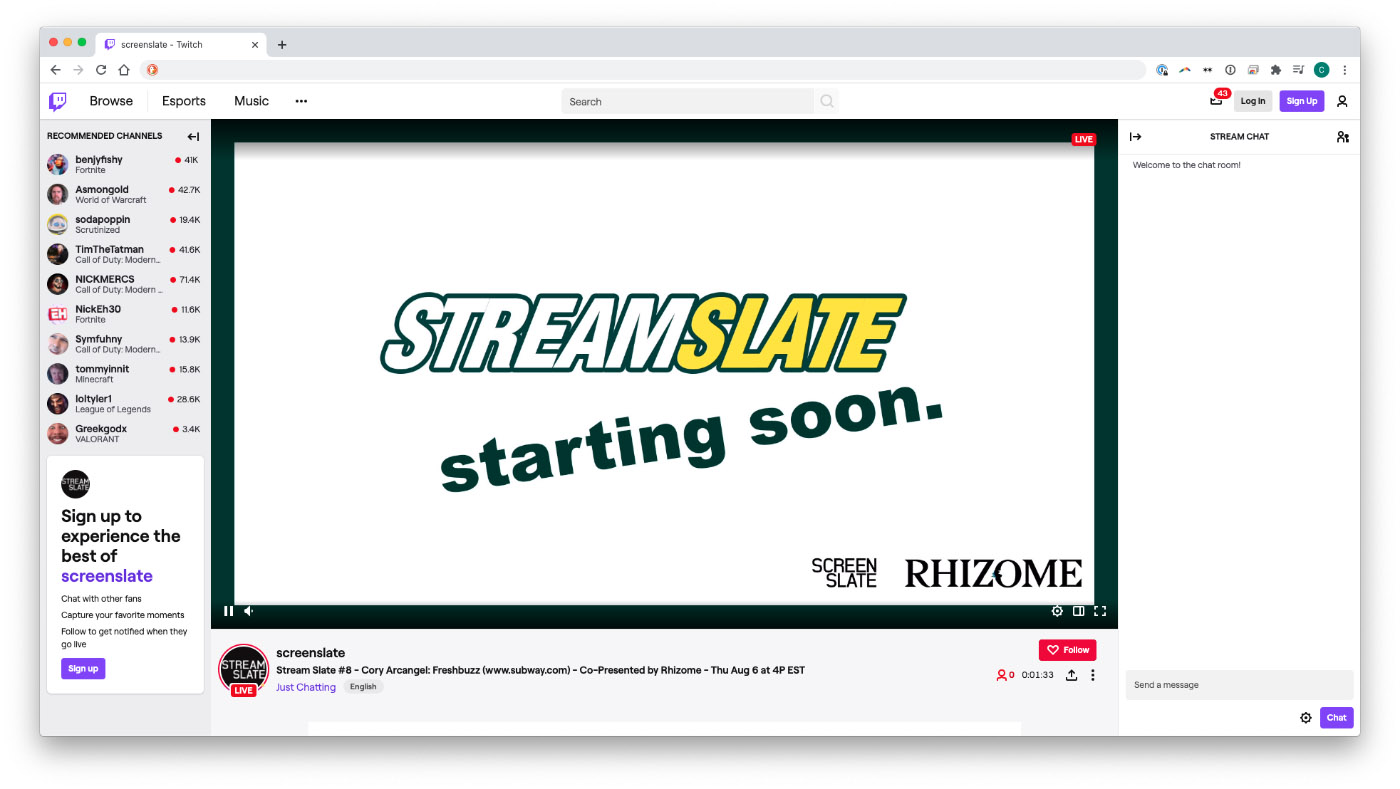 screenslate - Twitch
C
Browse
Esports
Music
Search
43
Log In
Sign Up
RECOMMENDED CHANNELS
benjyfishy
41K
Fortnite
Asmongold
42.7K
World of Warcraft
sodapoppin
19.4K
Scrutinized
TimTheTatman
41.6K
Call of Duty: Modern...
NICKMERCS
71.4K
Call of Duty: Modern ...
EH
NickEh30
11.6K
Fortnite
Symfuhny
13.9K
Call of Duty: Modern...
tommyinnit
15.8K
Minecraft
loltyler1
28.6K
League of Legends
Greekgodx
3.4K
VALORANT
STREAM
SLATE
Sign up to
experience the
best of
screenslate
Chat with other fans
Capture your favorite moments
Follow to get notified when they
go live
Sign up
LIVE
STREAMSLATE
starting soon.
SCREEN
SLATE
RHIZOME
STREAM
SLATE
LIVE
screenslate
Stream Slate #8 - Cory Arcangel: Freshbuzz (www.subway.com) - Co-Presented by Rhizome - Thu Aug 6 at 4P EST
Just Chatting
English
Follow
0
0:01:33
STREAM CHAT
Welcome to the chat room!
Send a message
Chat